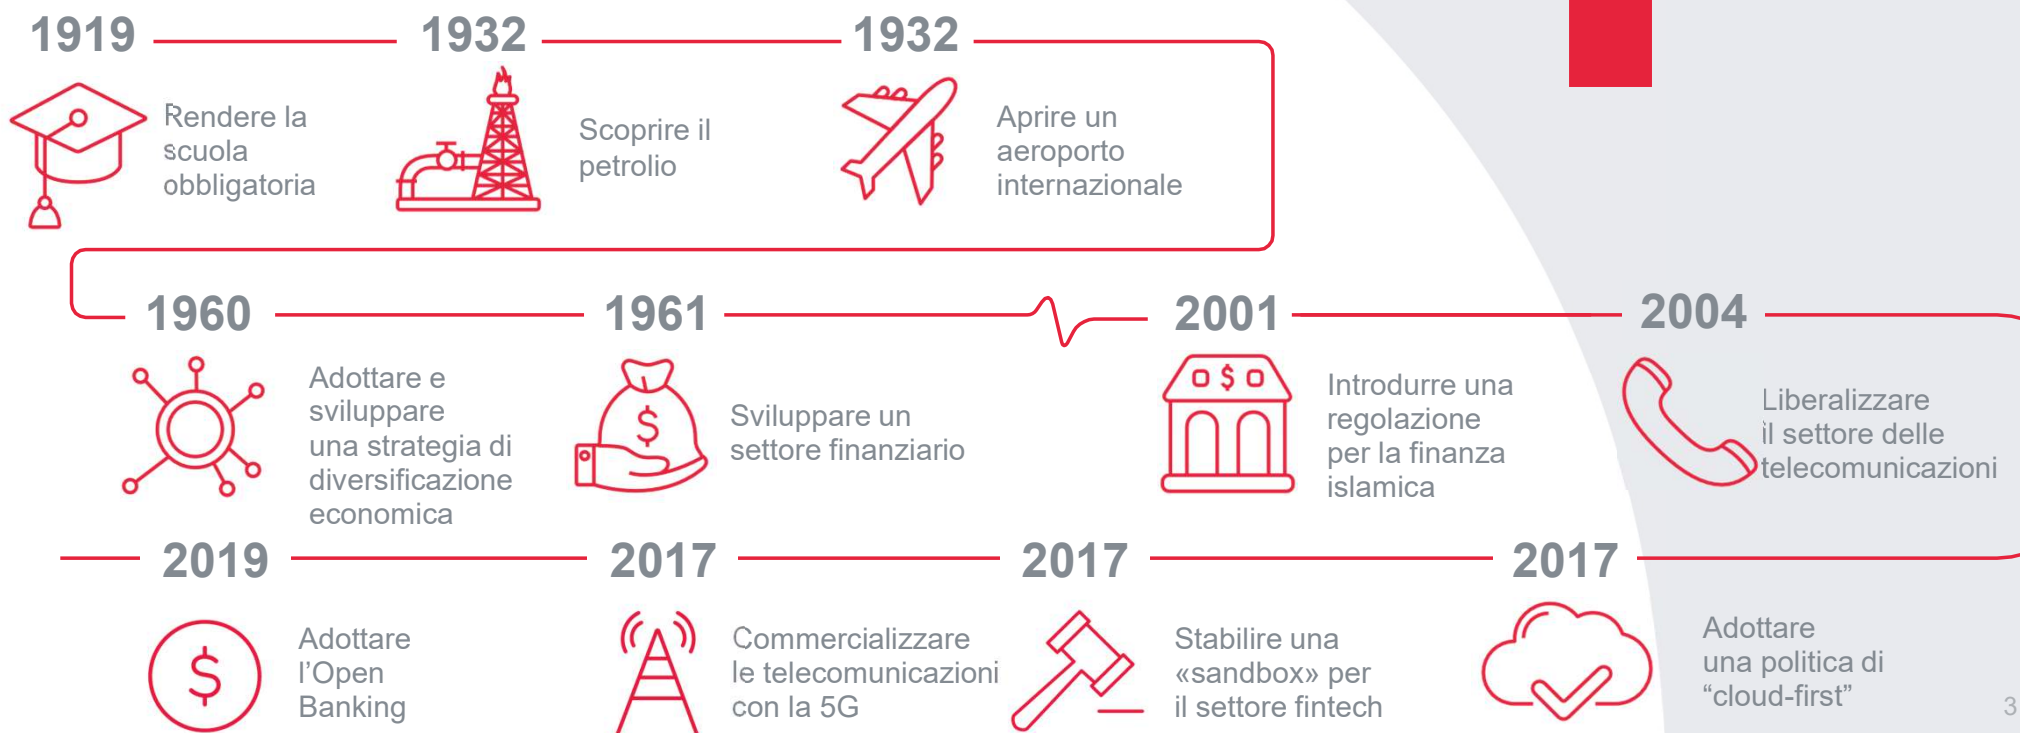 1919
Rendere la
scuola
obbligatoria
1932
Scoprire il
petrolio
1932
Aprire un
aeroporto
internazionale
1960
Adottare e
sviluppare
una strategia di
diversificazione
economica
1961
$
Sviluppare un
settore finanziario
2001
$
Introdurre una
regolazione
per la finanza
islamica
2004
Liberalizzare
il settore delle
telecomunicazioni
2019
$
Adottare
l’Open
Banking
2017
Commercializzare
le telecomunicazioni
con la 5G
2017
Stabilire una
«sandbox» per
il settore fintech
2017
Adottare
una politica di
“cloud-first”
3